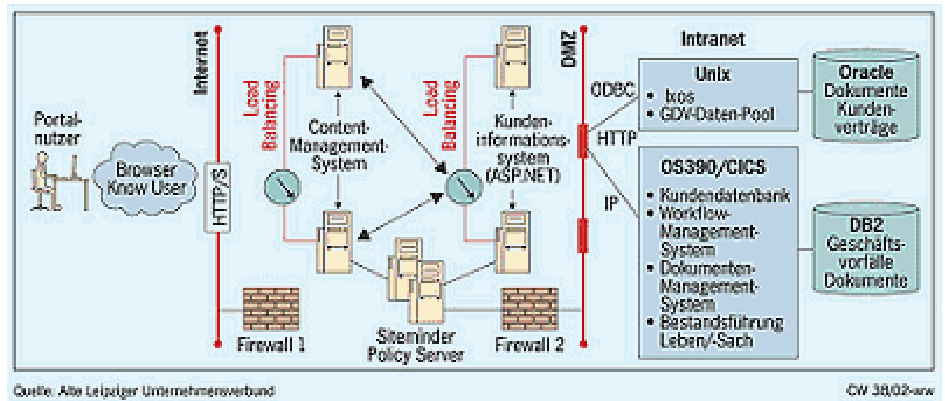 Portal-
nutzer
Browser
Know User
Internet
HTTP/S
Load
Balancing
Content-
Management-
System
Firewall 1
Siteminder
Policy Server
Load
Balancing
Kunden-
informations-
system
(ASP.NET)
Firewall 2
DMZ
ODBC
HTTP
IP
Intranet
Unix
• Ixos
• GDV-Daten-Pool
Oracle
Dokumente
Kunden-
verträge
OS390/CICS
• Kundendatenbank
• Workflow-
Management-
System
• Dokumenten-
Management-
System
• Bestandsführung
Leben/-Sach
DB2
Geschäfts-
vorfälle
Dokumente
Quelle: Alte Leipziger Unternehmensverbund
CW 38/02-ww